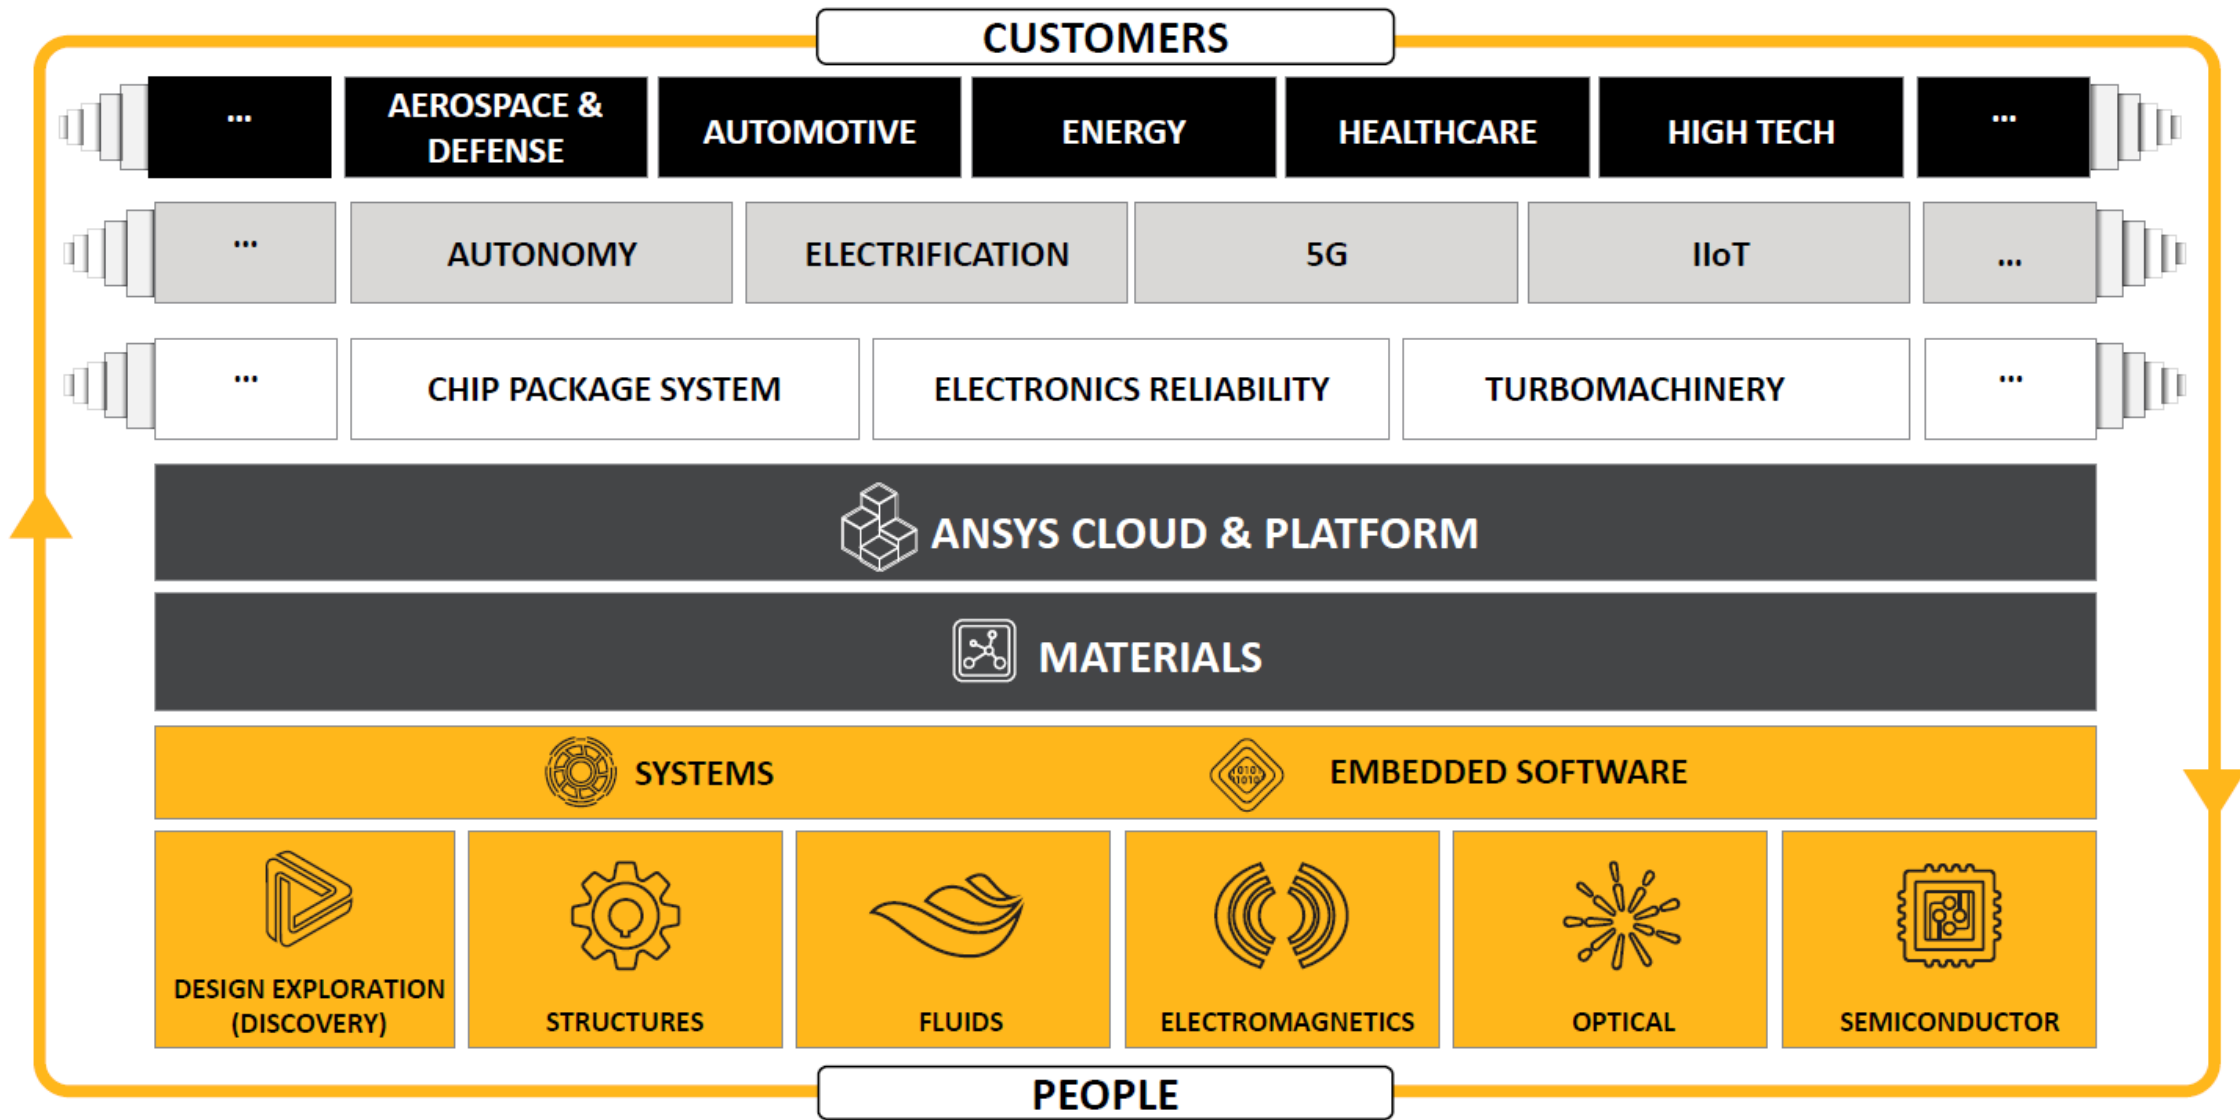 CUSTOMERS
...
AEROSPACE &
DEFENSE
AUTOMOTIVE
ENERGY
HEALTHCARE
HIGH TECH
...
...
AUTONOMY
ELECTRIFICATION
5G
IIoT
...
...
CHIP PACKAGE SYSTEM
ELECTRONICS RELIABILITY
TURBOMACHINERY
...
ANSYS CLOUD & PLATFORM
MATERIALS
SYSTEMS
EMBEDDED SOFTWARE
DESIGN EXPLORATION
(DISCOVERY)
STRUCTURES
FLUIDS
ELECTROMAGNETICS
OPTICAL
SEMICONDUCTOR
PEOPLE